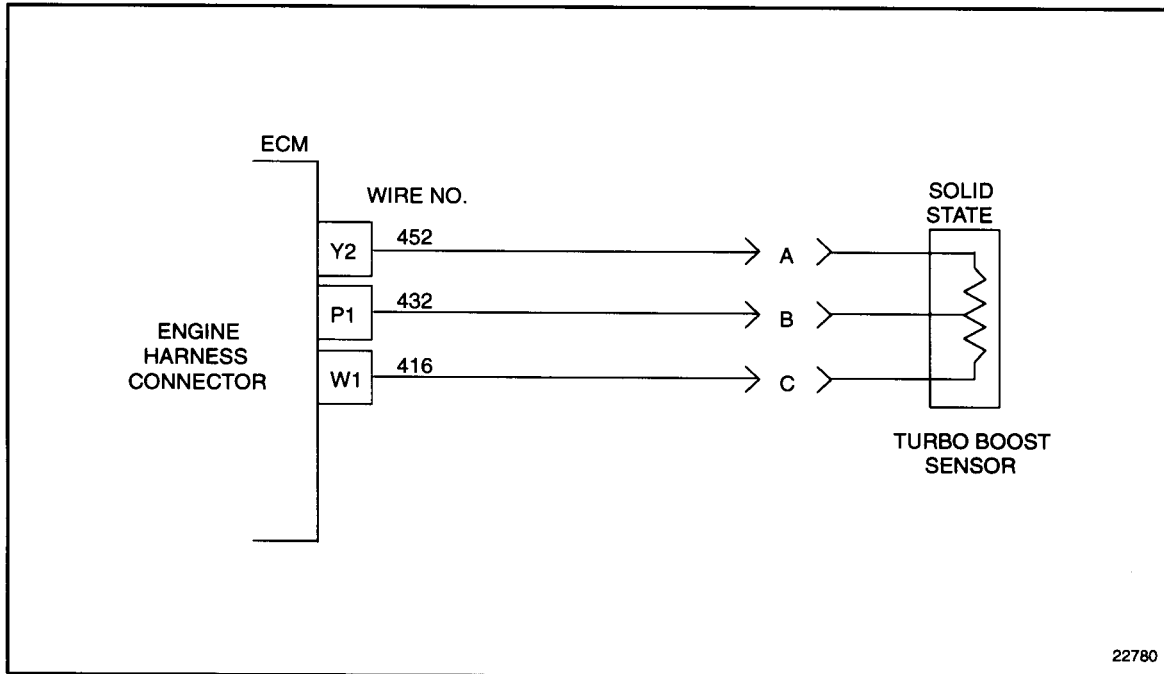 ECM
WIRE NO.
SOLID
STATE
Y2
452
A
P1
432
B
ENGINE
HARNESS
CONNECTOR
W1
416
C
TURBO BOOST
SENSOR
22780